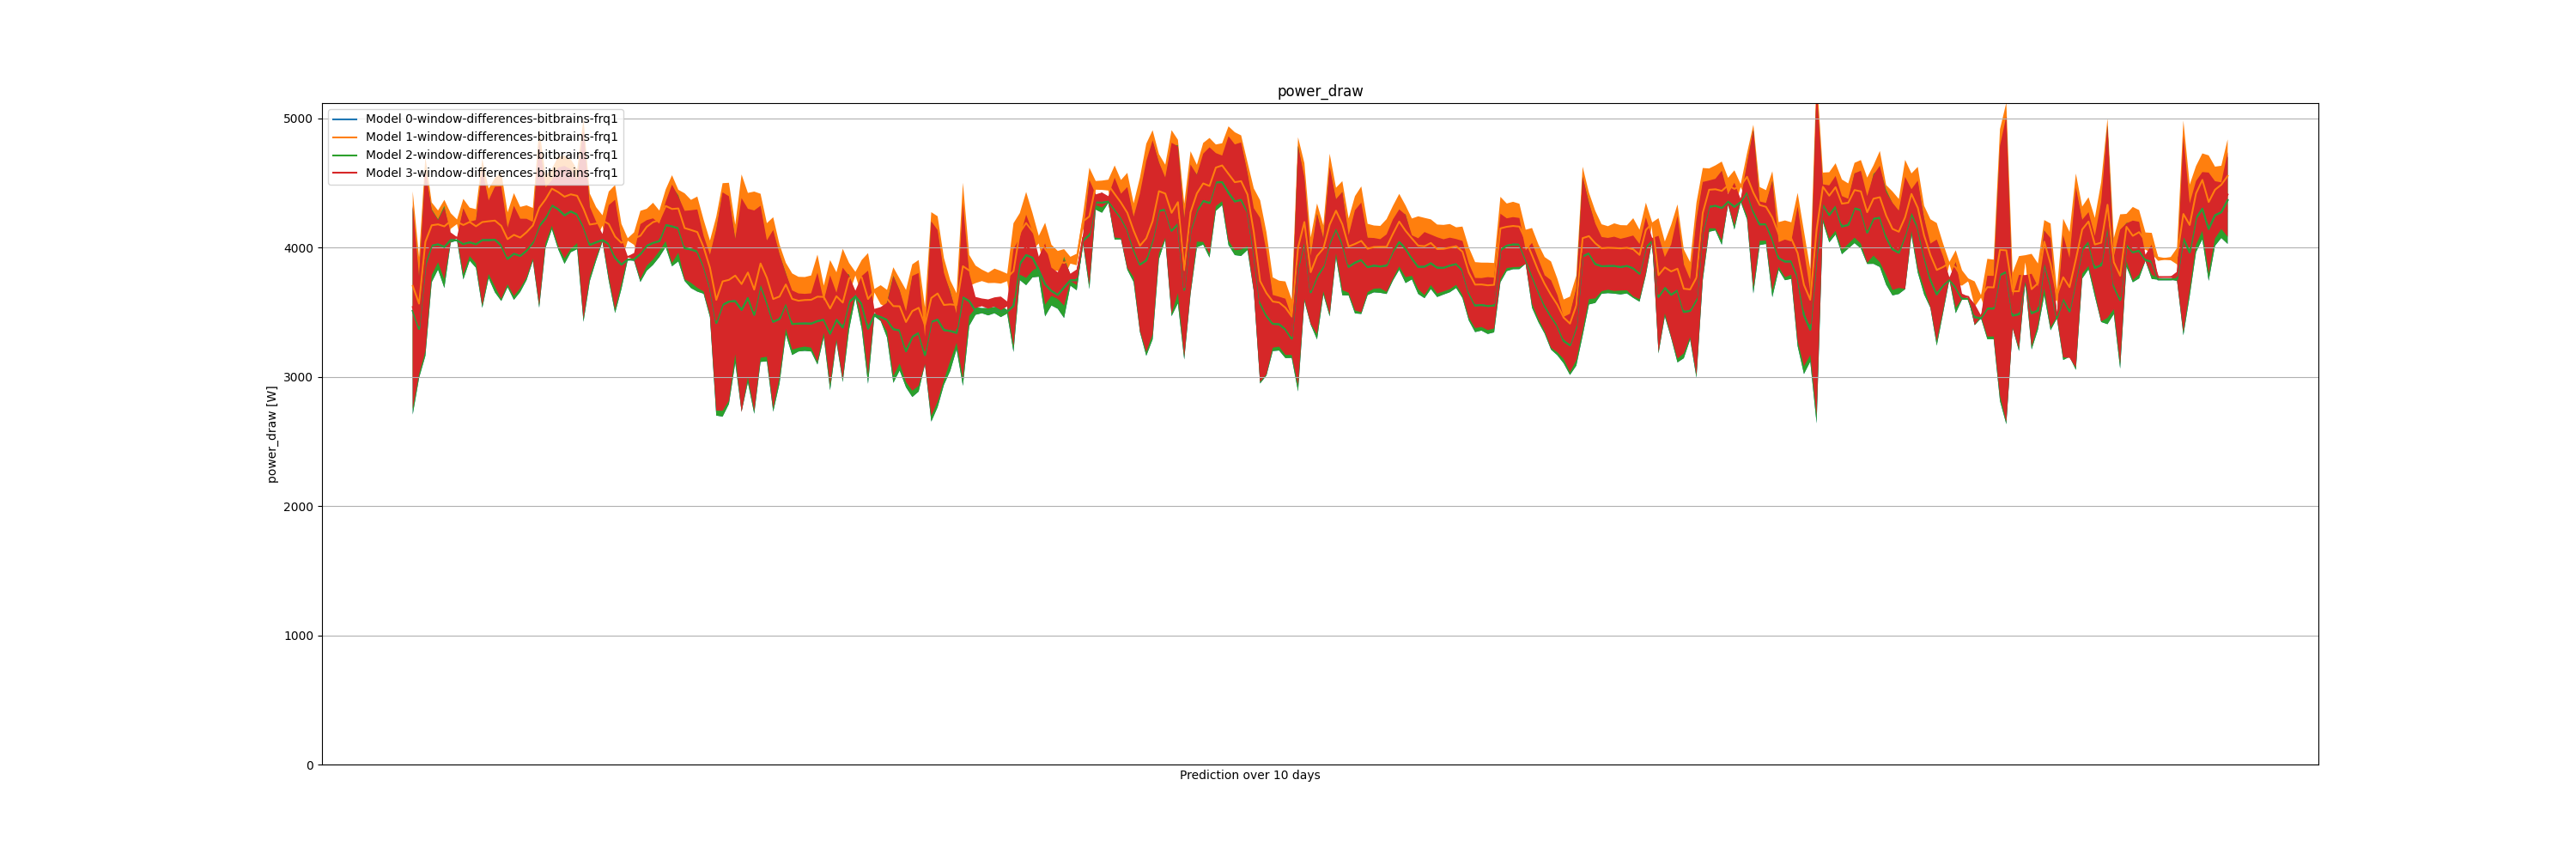 power_draw
5000
Model 0-window-differences-bitbrains-frq1
Model 1-window-differences-bitbrains-frq1
Model 2-window-differences-bitbrains-frq1
Model 3-window-differences-bitbrains-frq1
4000
3000
power_draw [W]
2000
1000
0
Prediction over 10 days